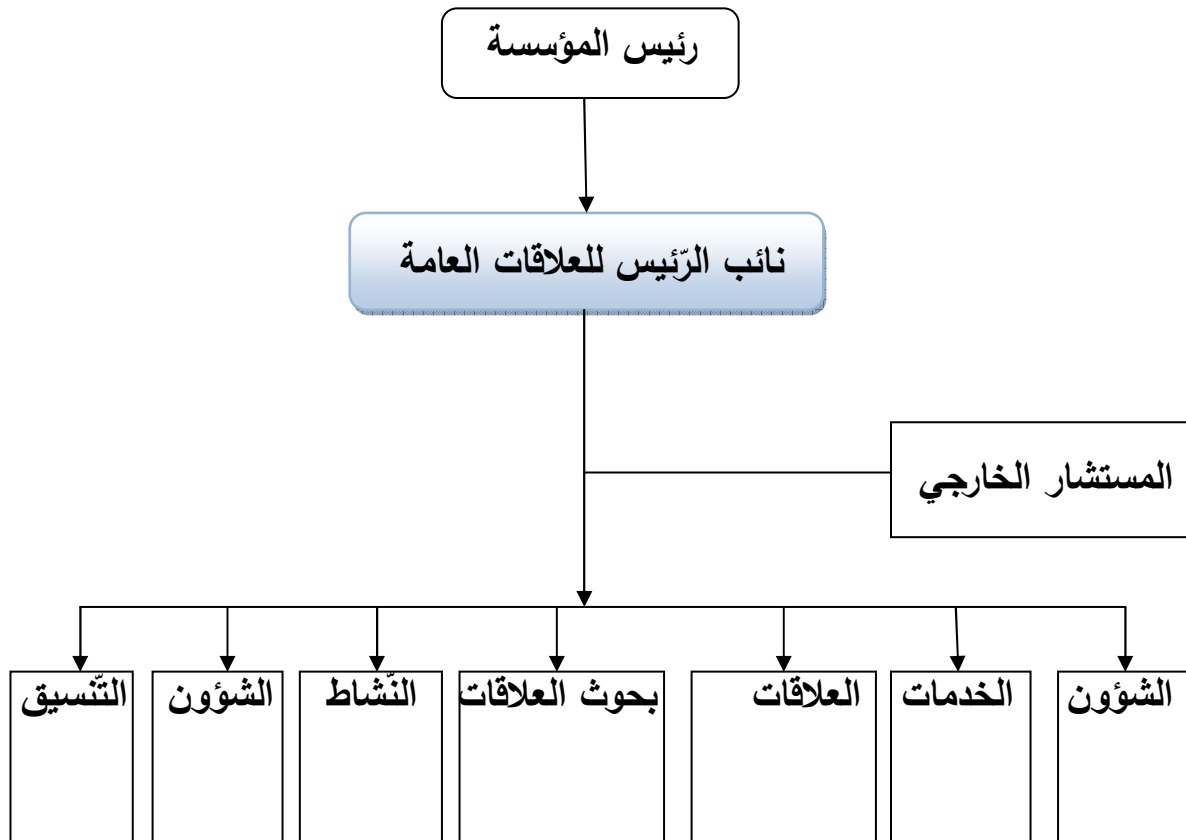 رئيس المؤسسة
نائب الرّئيس للعلاقات العامة
المستشار الخارجي
الشؤون
الخدمات
العلاقات
بحوث العلاقات
النّشاط
الشؤون
التّنسيق